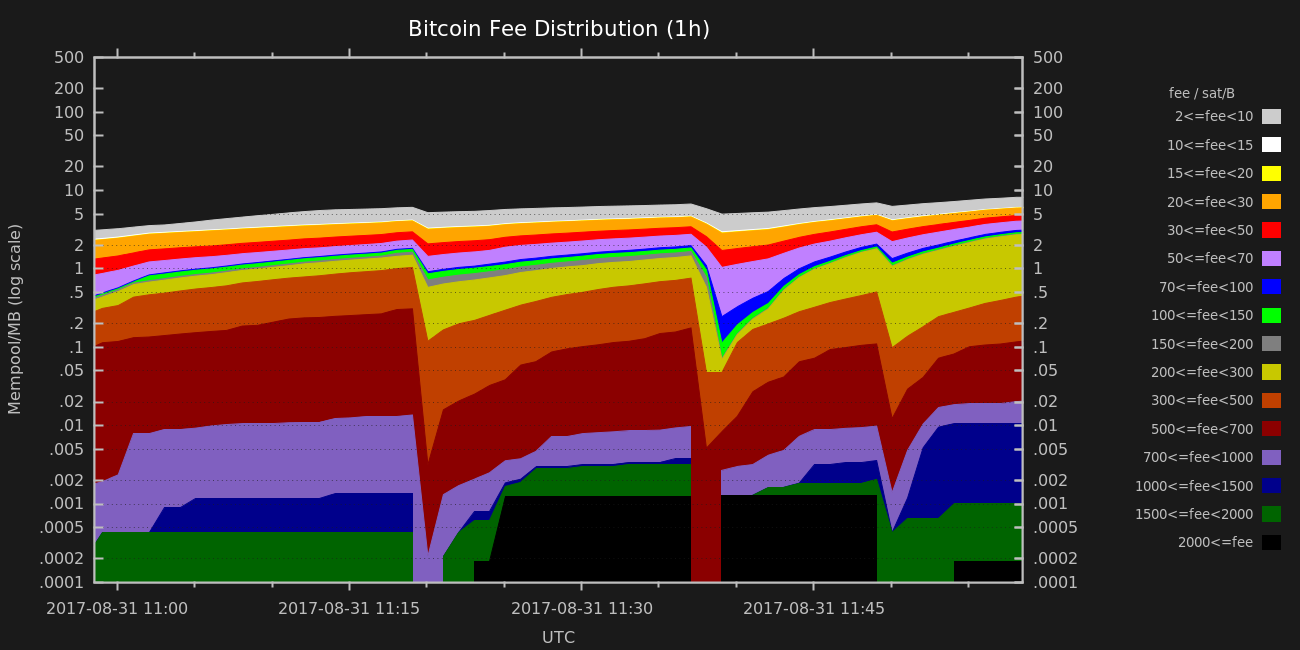 Bitcoin Fee Distribution (1h)
Mempool/MB (log scale)
500
200
100
50
20
10
5
2
1
.5
.2
.1
.05
.02
.01
.005
.002
.001
.0005
.0002
.0001
500
200
100
50
20
10
5
2
1
.5
.2
.1
.05
.02
.01
.005
.002
.001
.0005
.0002
.0001
2017-08-31 11:00
2017-08-31 11:15
2017-08-31 11:30
2017-08-31 11:45
UTC
fee / sat/B
2<=fee<10
10<=fee<15
15<=fee<20
20<=fee<30
30<=fee<50
50<=fee<70
70<=fee<100
100<=fee<150
150<=fee<200
200<=fee<300
300<=fee<500
500<=fee<700
700<=fee<1000
1000<=fee<1500
1500<=fee<2000
2000<=fee